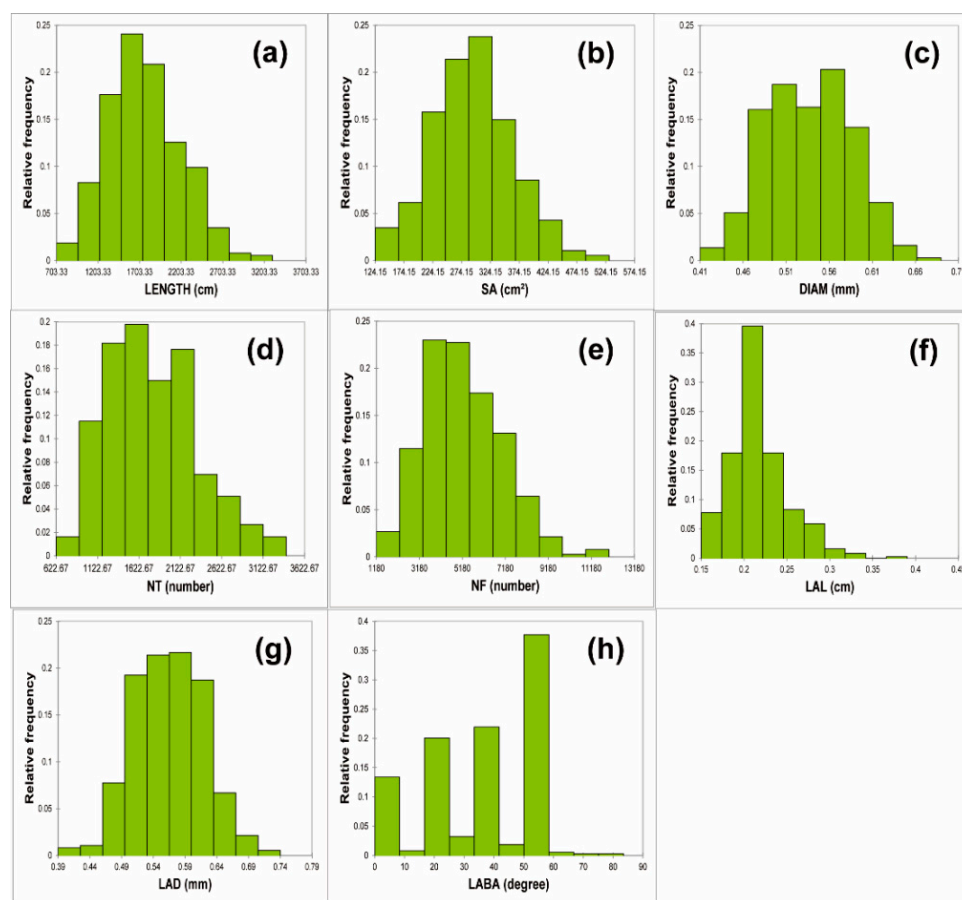 (a)
Relative frequency
0.25
0.2
0.15
0.1
0.05
0
703.33 1203.33 1703.33 2203.33 2703.33 3203.33 3703.33
LENGTH (cm)
(b)
Relative frequency
0.25
0.2
0.15
0.1
0.05
0
124.15 174.15 224.15 274.15 324.15 374.15 424.15 474.15 524.15 574.15
SA (cm²)
(c)
Relative frequency
0.25
0.2
0.15
0.1
0.05
0
0.41 0.46 0.51 0.56 0.61 0.66 0.71
DIAM (mm)
(d)
Relative frequency
0.2
0.18
0.16
0.14
0.12
0.1
0.08
0.06
0.04
0.02
0
622.67 1122.67 1622.67 2122.67 2622.67 3122.67 3622.67
NT (number)
(e)
Relative frequency
0.25
0.2
0.15
0.1
0.05
0
1180 3180 5180 7180 9180 11180 13180
NF (number)
(f)
Relative frequency
0.4
0.35
0.3
0.25
0.2
0.15
0.1
0.05
0
0.15 0.2 0.25 0.3 0.35 0.4 0.45
LAL (cm)
(g)
Relative frequency
0.25
0.2
0.15
0.1
0.05
0
0.39 0.44 0.49 0.54 0.59 0.64 0.69 0.74 0.79
LAD (mm)
(h)
Relative frequency
0.4
0.35
0.3
0.25
0.2
0.15
0.1
0.05
0
0 10 20 30 40 50 60 70 80 90
LABA (degree)